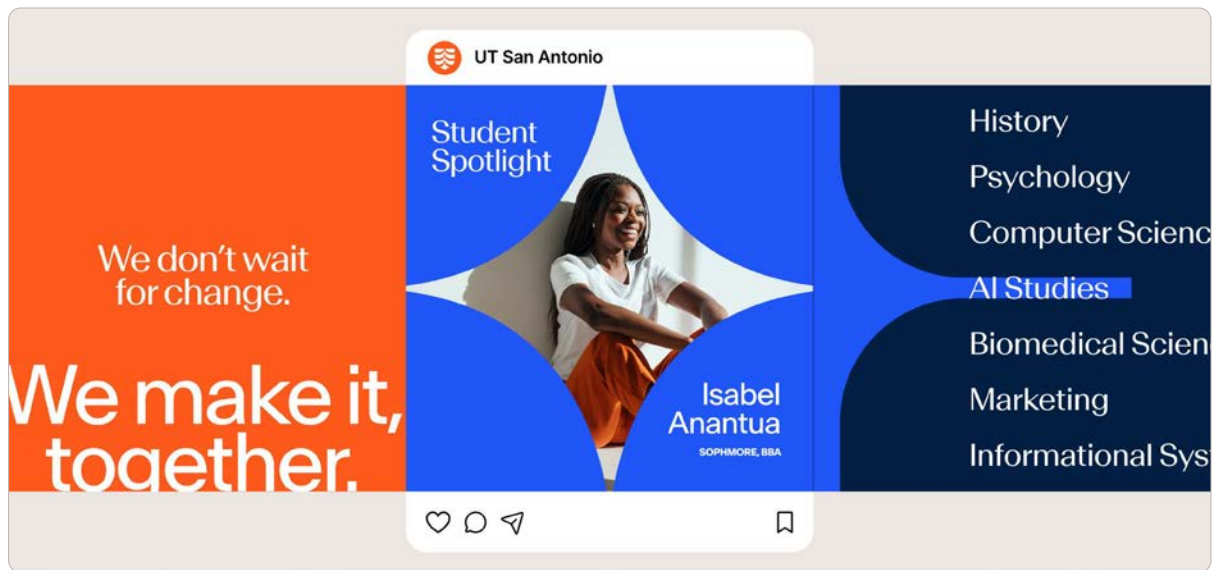 UT San Antonio
We don't wait
for change.
We make it,
together.
Student
Spotlight
Isabel
Anantua
SOPHMORE, BBA
History
Psychology
Computer Scienc
AI Studies
Biomedical Scien
Marketing
Informational Sys